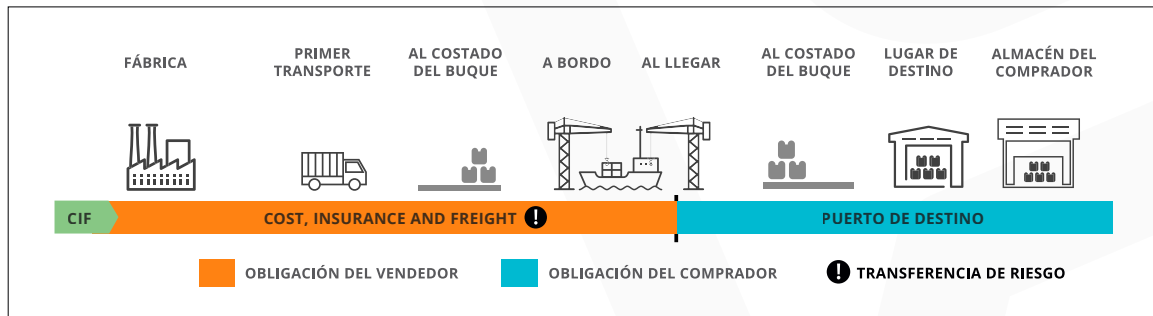 FÁBRICA
PRIMER
TRANSPORTE
AL COSTADO
DEL BUQUE
A BORDO
AL LLEGAR
AL COSTADO
DEL BUQUE
LUGAR DE
DESTINO
ALMACÉN DEL
COMPRADOR
CIF
COST, INSURANCE AND FREIGHT !
PUERTO DE DESTINO
OBLIGACIÓN DEL VENDEDOR
OBLIGACIÓN DEL COMPRADOR
! TRANSFERENCIA DE RIESGO